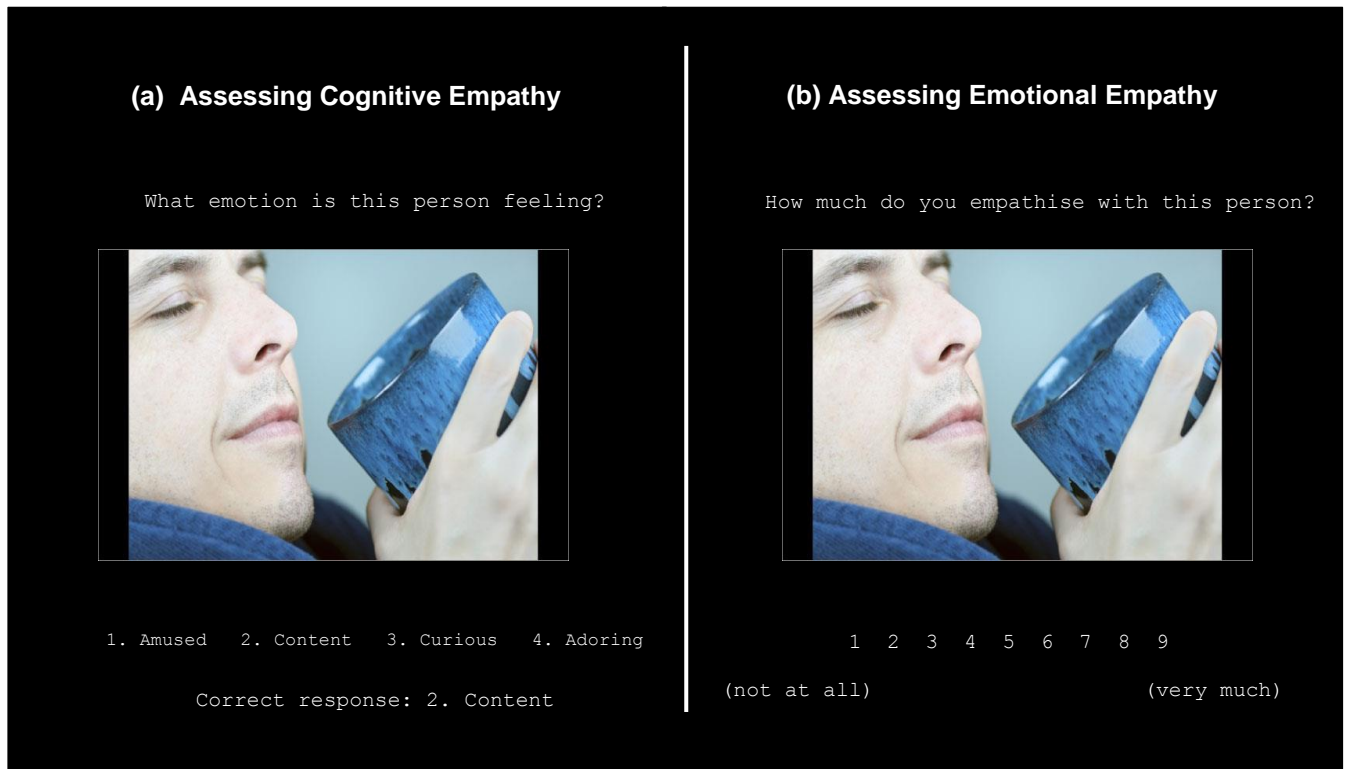 (a) Assessing Cognitive Empathy
What emotion is this person feeling?
1. Amused 2. Content 3. Curious 4. Adoring
Correct response: 2. Content
(b) Assessing Emotional Empathy
How much do you empathise with this person?
1 2 3 4 5 6 7 8 9
(not at all) (very much)